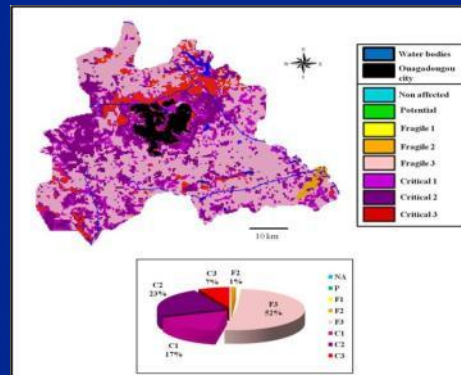 Water bodies
Ouagadougou
city
Non affected
Potential
Fragile 1
Fragile 2
Fragile 3
Critical 1
Critical 2
Critical 3
10 km
C3
7%
F2
1%
C2
23%
F3
52%
C1
17%
NA
P
F1
F2
F3
C1
C2
C3